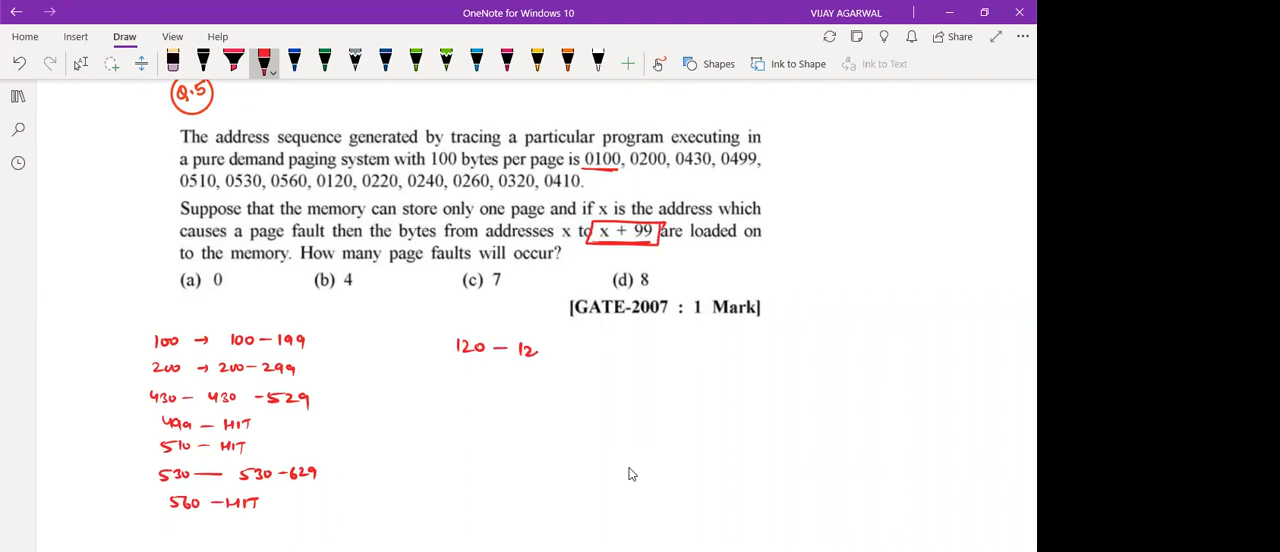 OneNote for Windows 10
VIJAY AGARWAL
Home Insert Draw View Help
Share
Shapes Ink to Shape Ink to Text
Q.5
The address sequence generated by tracing a particular program executing in
a pure demand paging system with 100 bytes per page is 0100, 0200, 0430, 0499,
0510, 0530, 0560, 0120, 0220, 0240, 0260, 0320, 0410.
Suppose that the memory can store only one page and if x is the address which
causes a page fault then the bytes from addresses x to x + 99 are loaded on
to the memory. How many page faults will occur?
(a) 0 (b) 4 (c) 7 (d) 8
[GATE-2007 : 1 Mark]
100 → 100 - 199
200 → 200 - 299
430 - 430 - 529
499 - HIT
510 - HIT
530 — 530 - 629
560 - HIT
120 - 12